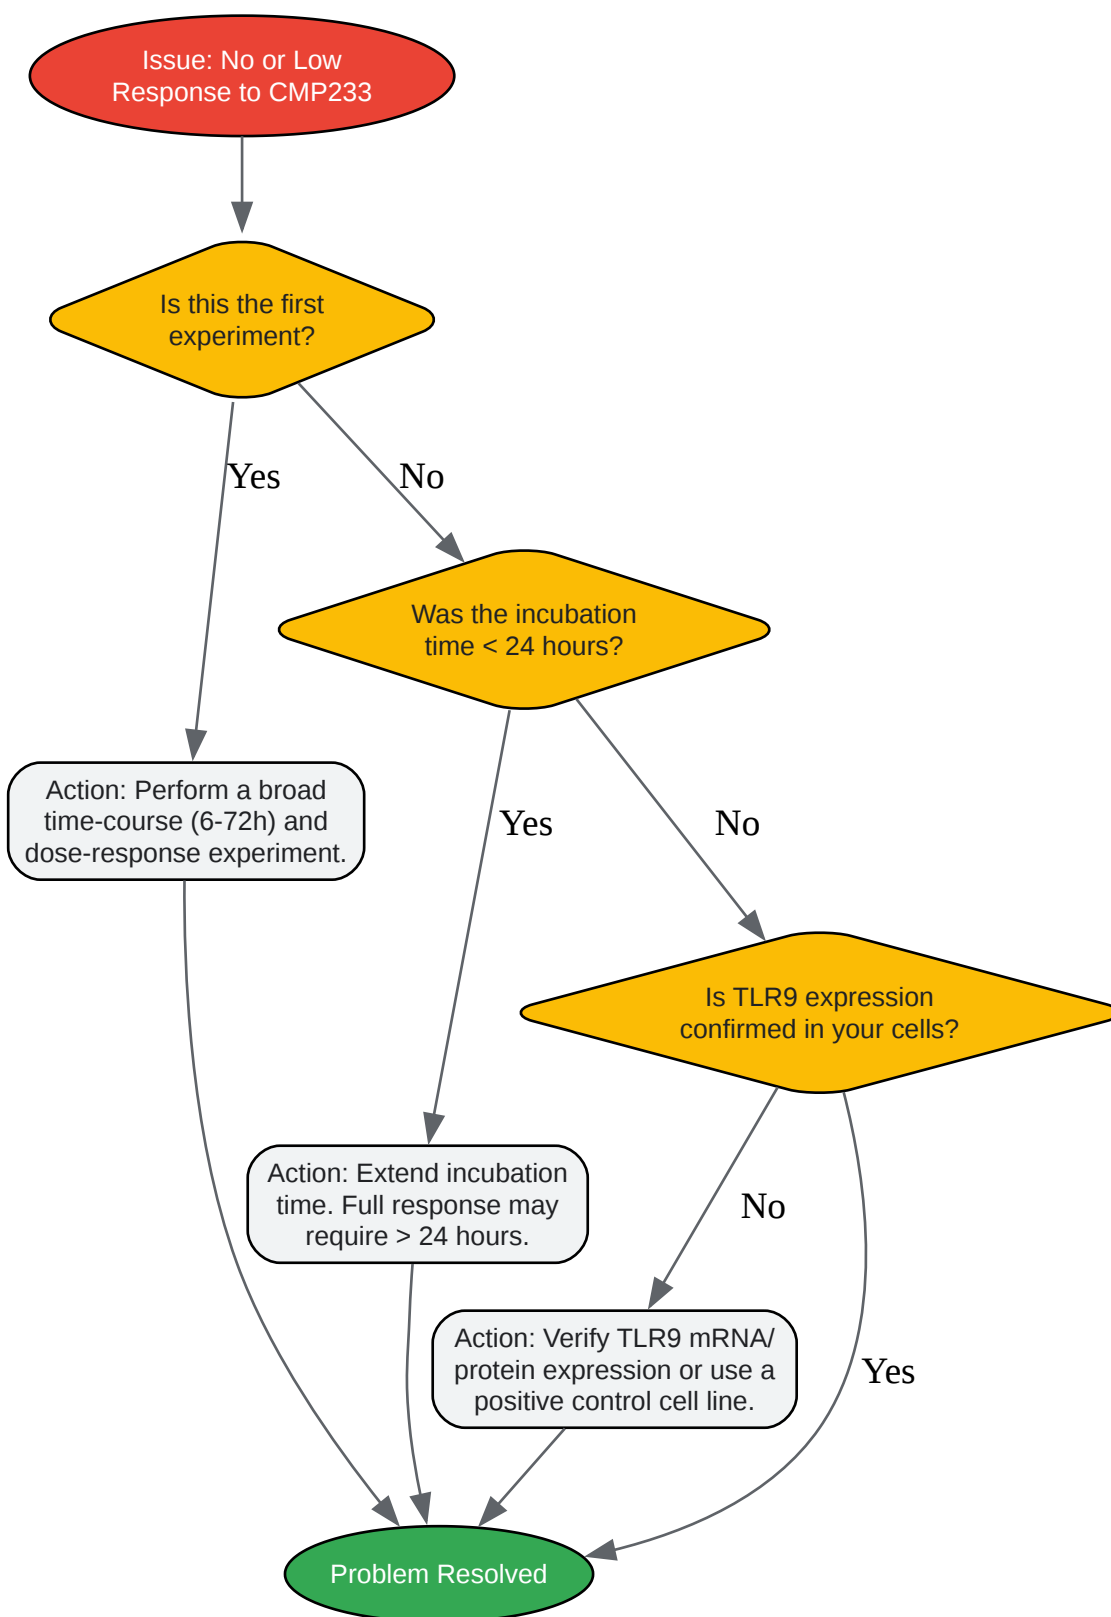 Issue: No or Low
Response to CMP233
Is this the first
experiment?
Yes
No
Was the incubation
time < 24 hours?
Action: Perform a broad
time-course (6-72h) and
dose-response experiment.
Yes
No
Is TLR9 expression
confirmed in your cells?
Action: Extend incubation
time. Full response may
require > 24 hours.
No
Action: Verify TLR9 mRNA/
protein expression or use a
positive control cell line.
Yes
Problem Resolved